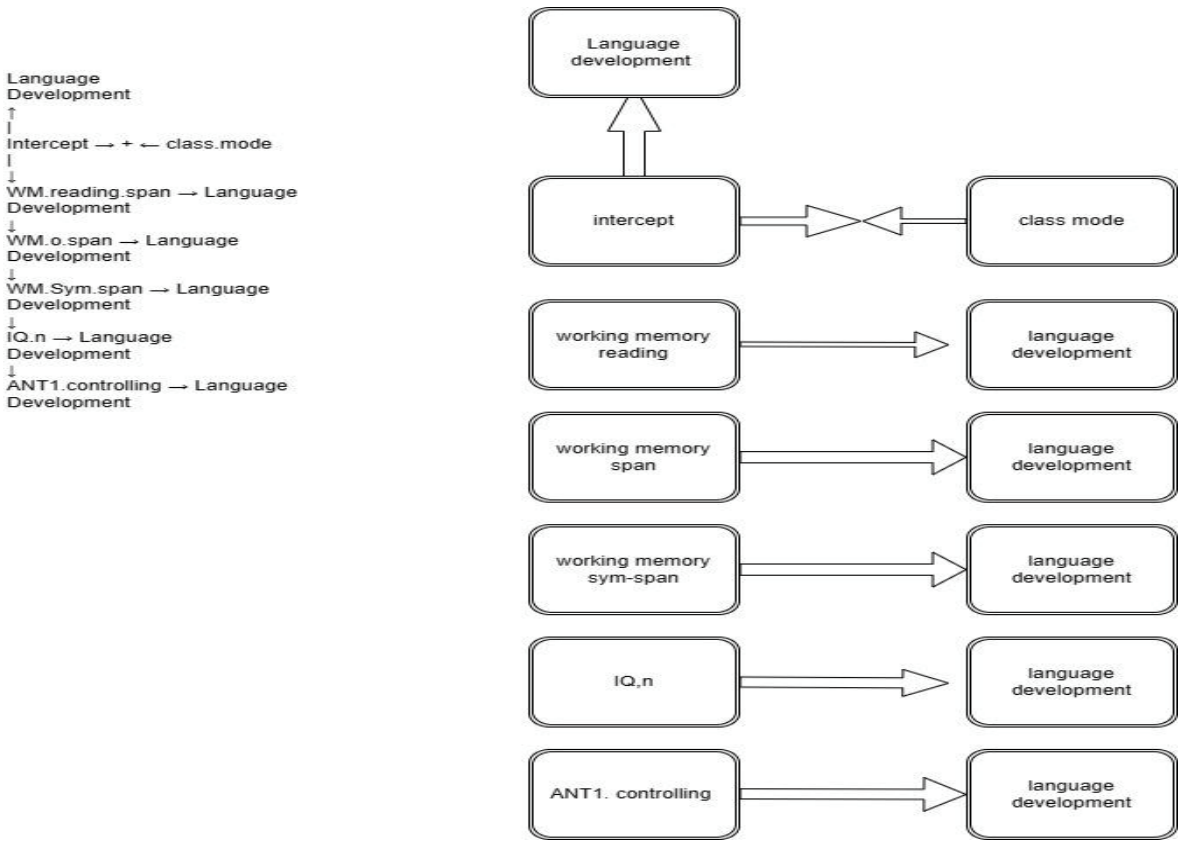 Language
Development
↑
|
Intercept → + ← class.mode
|
↓
WM.reading.span → Language
Development
↓
WM.o.span → Language
Development
↓
WM.Sym.span → Language
Development
↓
IQ.n → Language
Development
↓
ANT1.controlling → Language
Development
Language
development
intercept
class mode
working memory
reading
language
development
working memory
span
language
development
working memory
sym-span
language
development
IQ,n
language
development
ANT1. controlling
language
development